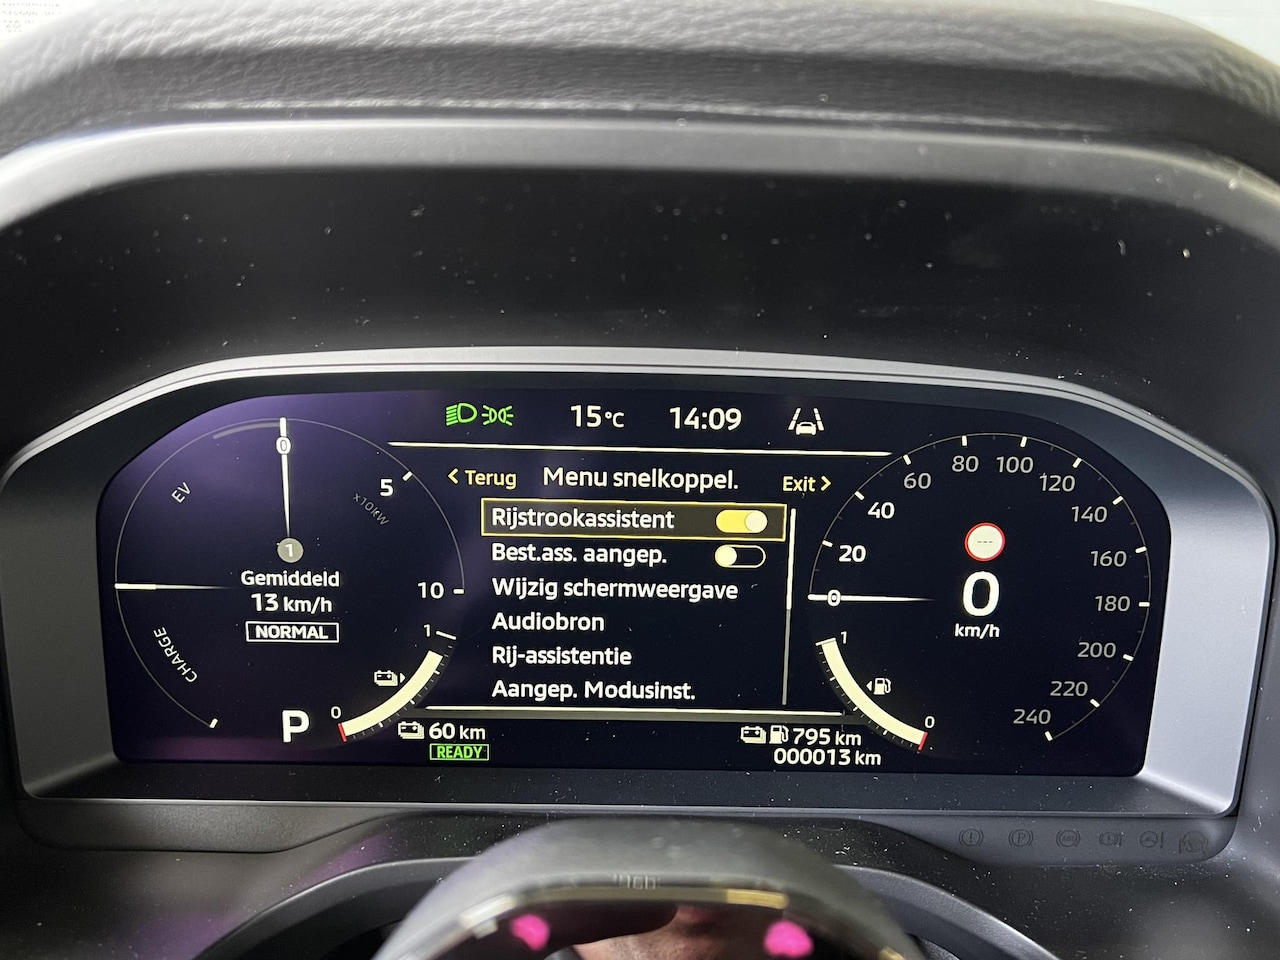 15°C 14:09
< Terug Menu snelkoppel. Exit >
Rijstrookassistent
Best.ass. aangep.
Wijzig schermweergave
Audiobron
Rij-assistentie
Aangep. Modusinst.
EV
0
5
x10KW
10
CHARGE
1
Gemiddeld
13 km/h
NORMAL
P
1
0
60 km
READY
795 km
000013 km
0
20
40
60
80
100
120
140
160
180
200
220
240
---
0
km/h
1
0